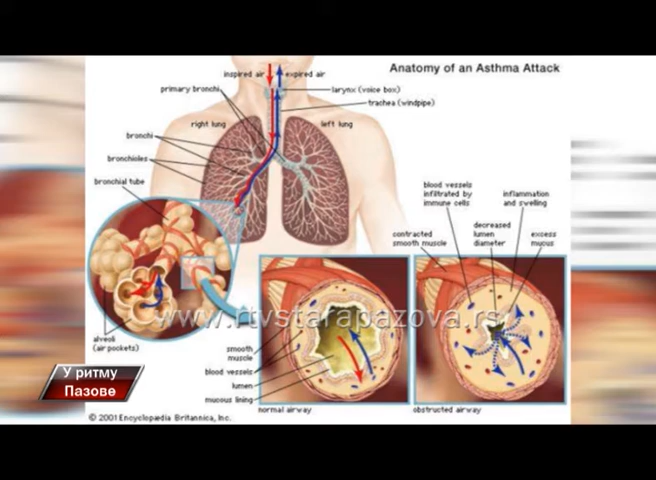 Anatomy of an Asthma Attack
inspired air
expired air
primary bronchi
larynx (voice box)
trachea (windpipe)
right lung
left lung
bronchi
bronchioles
bronchial tube
blood vessels
infiltrated by
immune cells
inflammation
and swelling
decreased
lumen
diameter
contracted
smooth muscle
excess
mucus
www.rtvstarapazova.rs
alveoli
(air pockets)
smooth
muscle
blood vessels
lumen
mucous lining
normal airway
obstructed airway
У ритму
Пазове
© 2001 Encyclopædia Britannica, Inc.